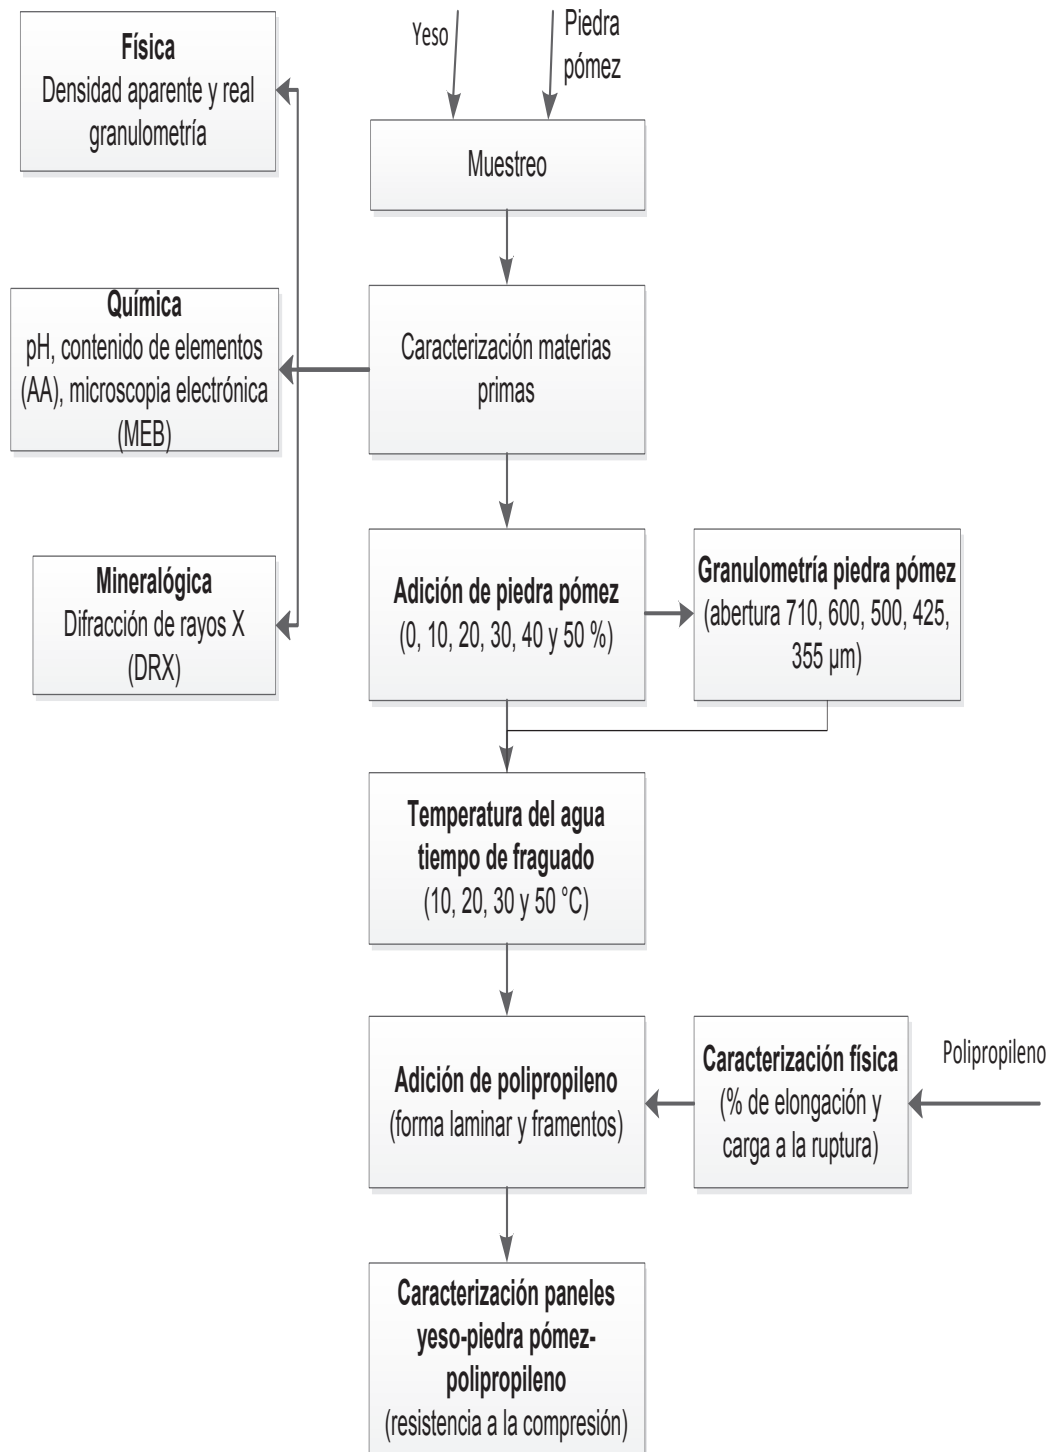 Yeso
Piedra
pómez
Muestreo
Física
Densidad aparente y real
granulometría
Química
pH, contenido de elementos
(AA), microscopia electrónica
(MEB)
Caracterización materias
primas
Mineralógica
Difracción de rayos X
(DRX)
Adición de piedra pómez
(0, 10, 20, 30, 40 y 50 %)
Granulometría piedra pómez
(abertura 710, 600, 500, 425,
355 µm)
Temperatura del agua
tiempo de fraguado
(10, 20, 30 y 50 °C)
Adición de polipropileno
(forma laminar y framentos)
Caracterización física
(% de elongación y
carga a la ruptura)
Polipropileno
Caracterización paneles
yeso-piedra pómez-
polipropileno
(resistencia a la compresión)